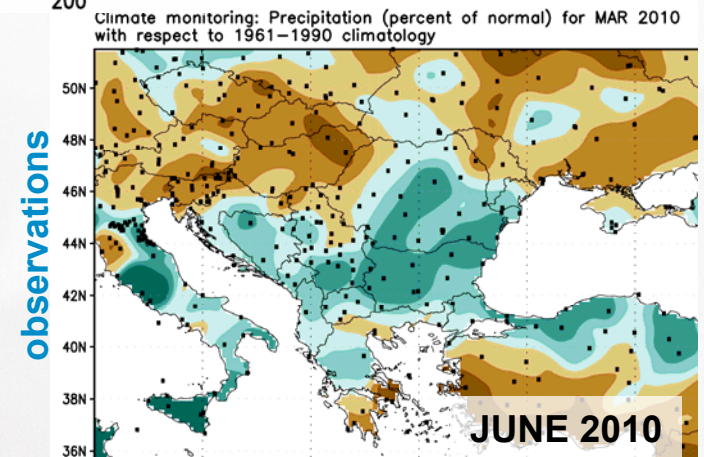 200
Climate monitoring: Precipitation (percent of normal) for MAR 2010
with respect to 1961−1990 climatology
observations
50N
48N
46N
44N
42N
40N
38N
36N
JUNE 2010